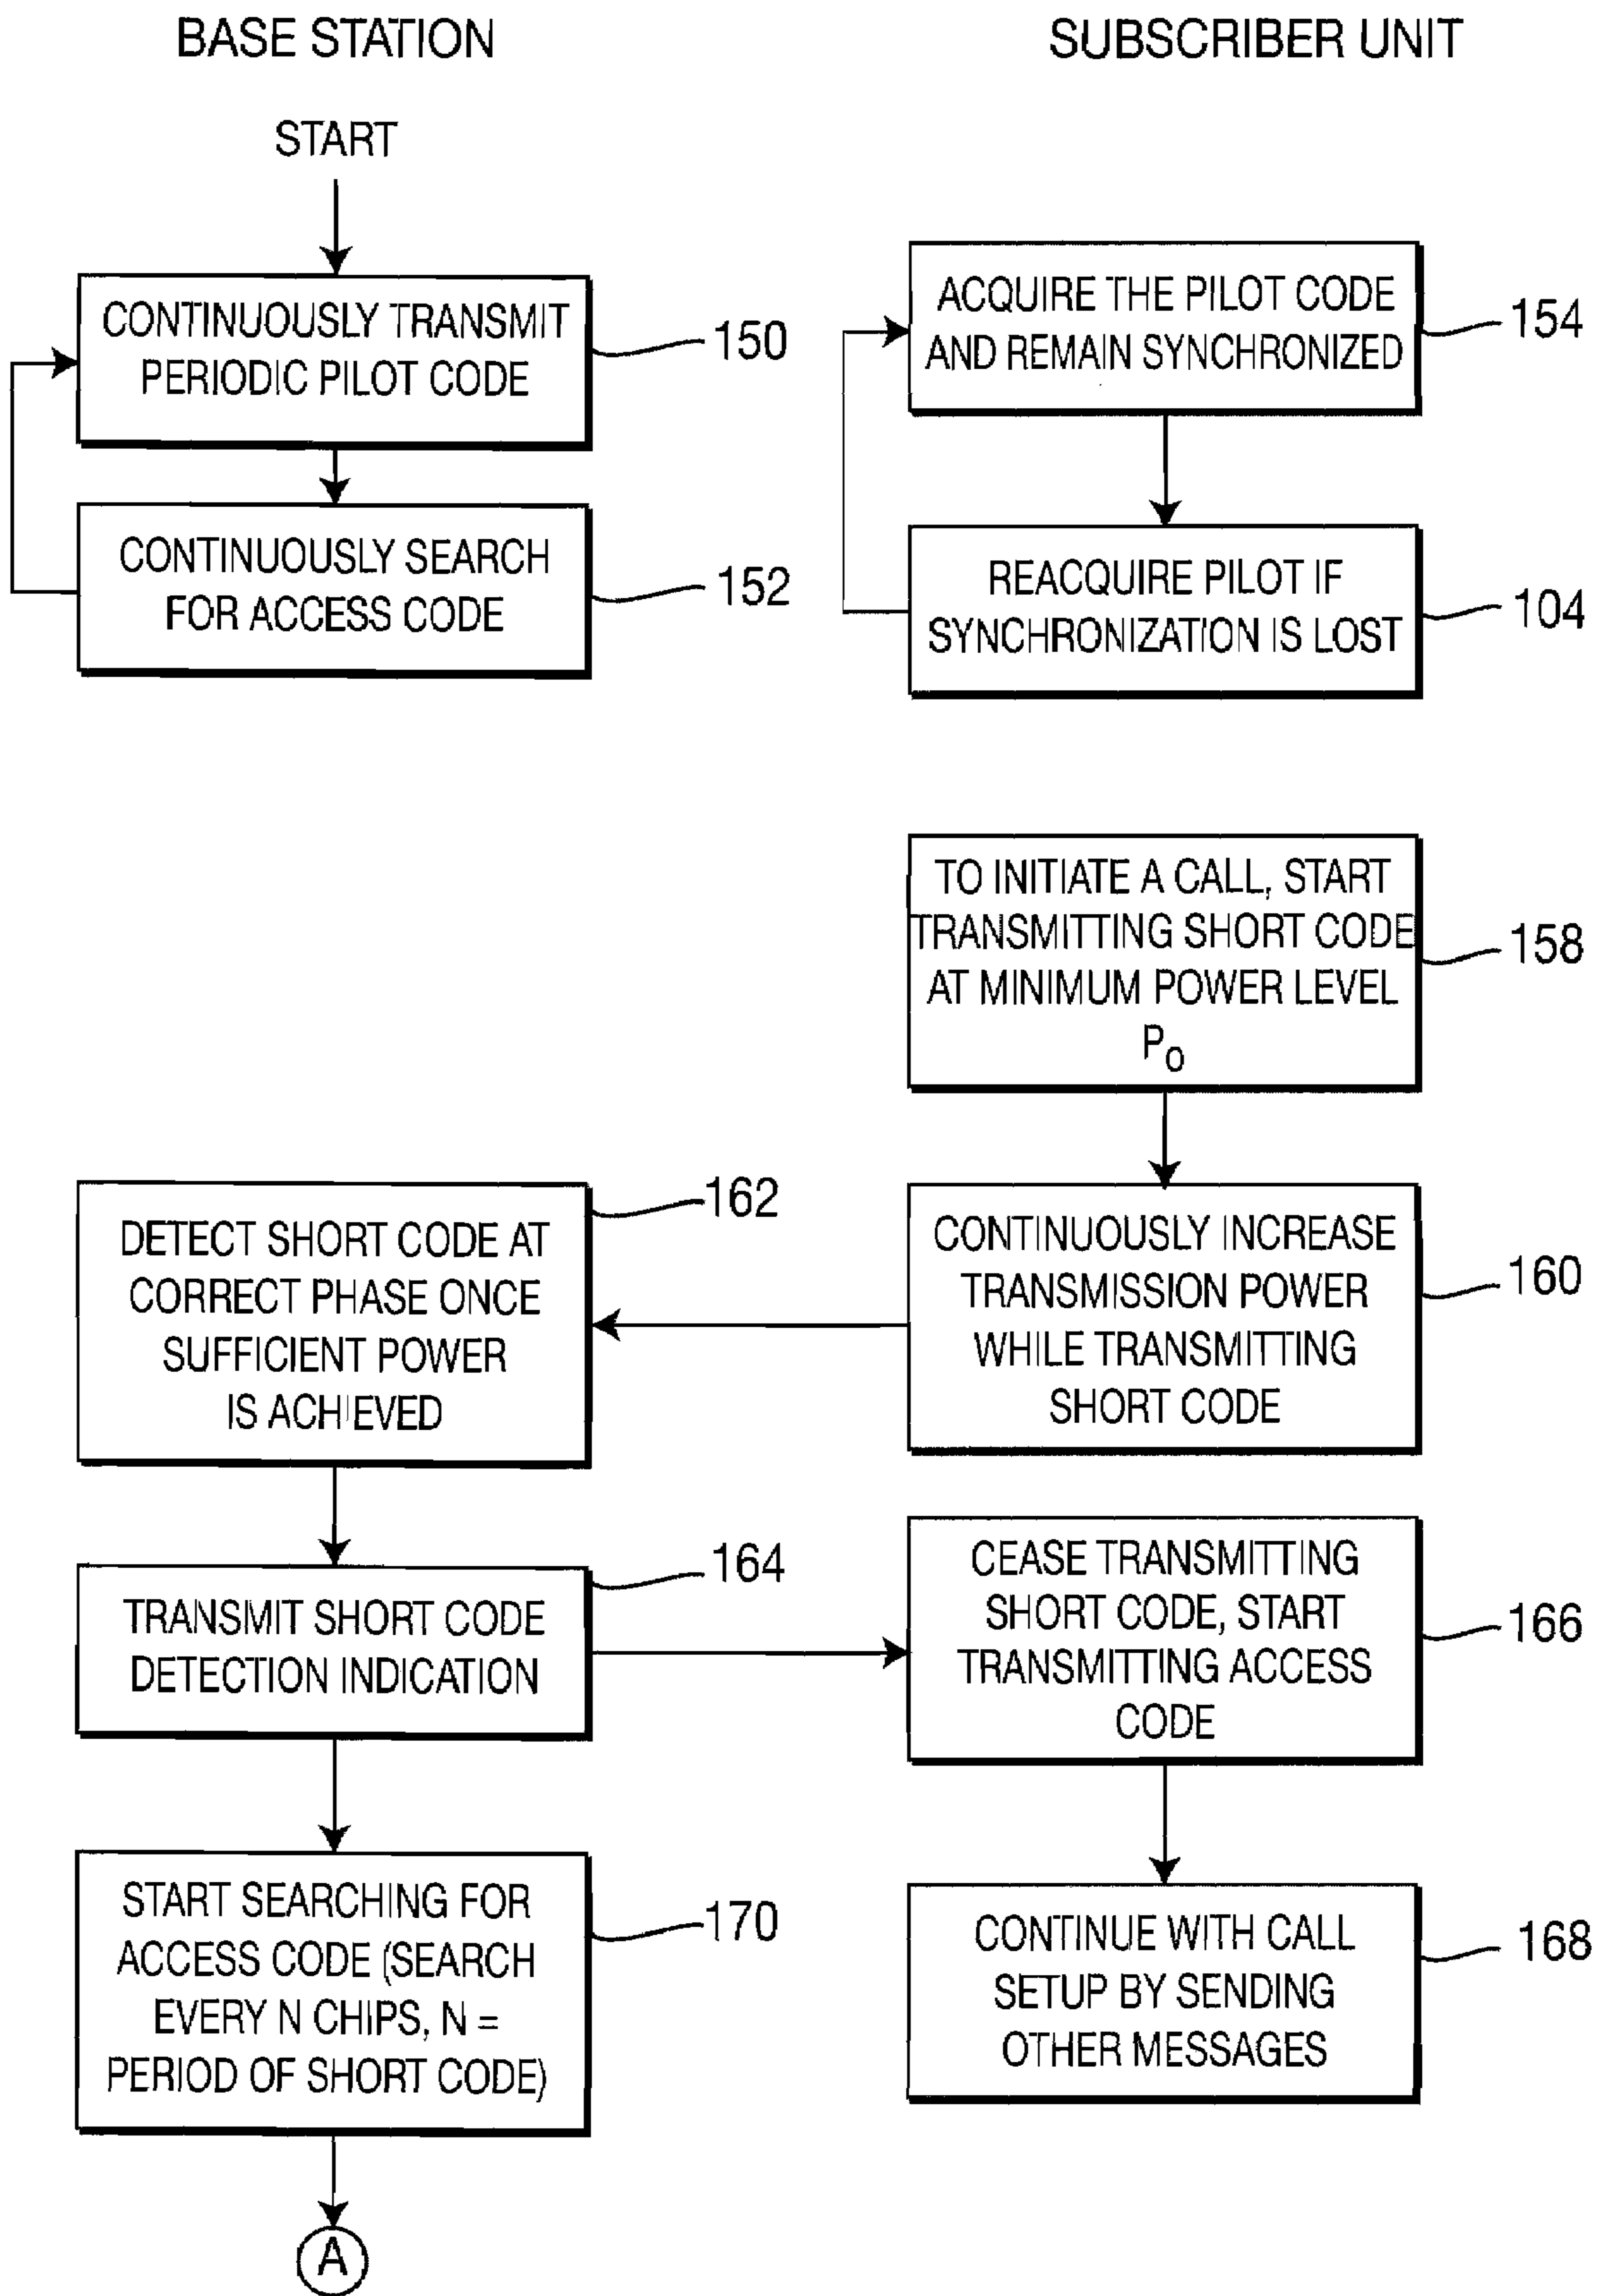 BASE STATION
SUBSCRIBER UNIT
START
CONTINUOUSLY TRANSMIT
PERIODIC PILOT CODE
150
ACQUIRE THE PILOT CODE
AND REMAIN SYNCHRONIZED
154
CONTINUOUSLY SEARCH
FOR ACCESS CODE
152
REACQUIRE PILOT IF
SYNCHRONIZATION IS LOST
104
TO INITIATE A CALL, START
TRANSMITTING SHORT CODE
AT MINIMUM POWER LEVEL
P₀
158
DETECT SHORT CODE AT
CORRECT PHASE ONCE
SUFFICIENT POWER
IS ACHIEVED
162
CONTINUOUSLY INCREASE
TRANSMISSION POWER
WHILE TRANSMITTING
SHORT CODE
160
TRANSMIT SHORT CODE
DETECTION INDICATION
164
CEASE TRANSMITTING
SHORT CODE, START
TRANSMITTING ACCESS
CODE
166
START SEARCHING FOR
ACCESS CODE (SEARCH
EVERY N CHIPS, N =
PERIOD OF SHORT CODE)
170
CONTINUE WITH CALL
SETUP BY SENDING
OTHER MESSAGES
168
A